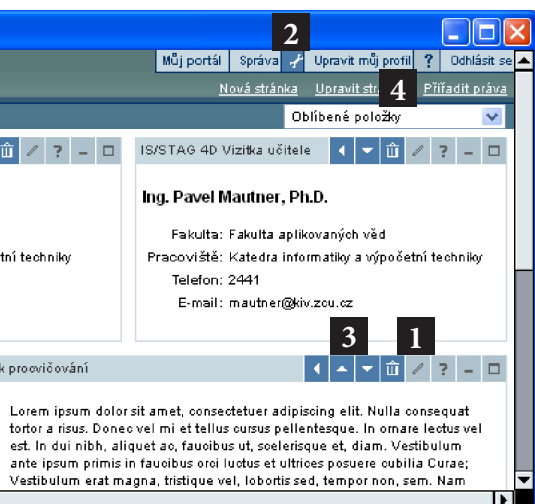 2
Můj portál Správa Upravit můj profil ? Odhlásit se
Nová stránka Upravit 4 Přiřadit práva
Oblíbené položky
? IS/STAG 4D Vizitka učitele ?
Ing. Pavel Mautner, Ph.D.
Fakulta: Fakulta aplikovaných věd
tní techniky Pracoviště: Katedra informatiky a výpočetní techniky
Telefon: 2441
E-mail: mautner@kiv.zcu.cz
3 1
k procvičování ?
Lorem ipsum dolor sit amet, consectetuer adipiscing elit. Nulla consequat
tortor a risus. Donec vel mi et tellus cursus pellentesque. In ornare lectus vel
est. In dui nibh, aliquet ac, faucibus ut, scelerisque et, diam. Vestibulum
ante ipsum primis in faucibus orci luctus et ultrices posuere cubilia Curae;
Vestibulum erat magna, tristique vel, lobortis sed, tempor non, sem. Nam